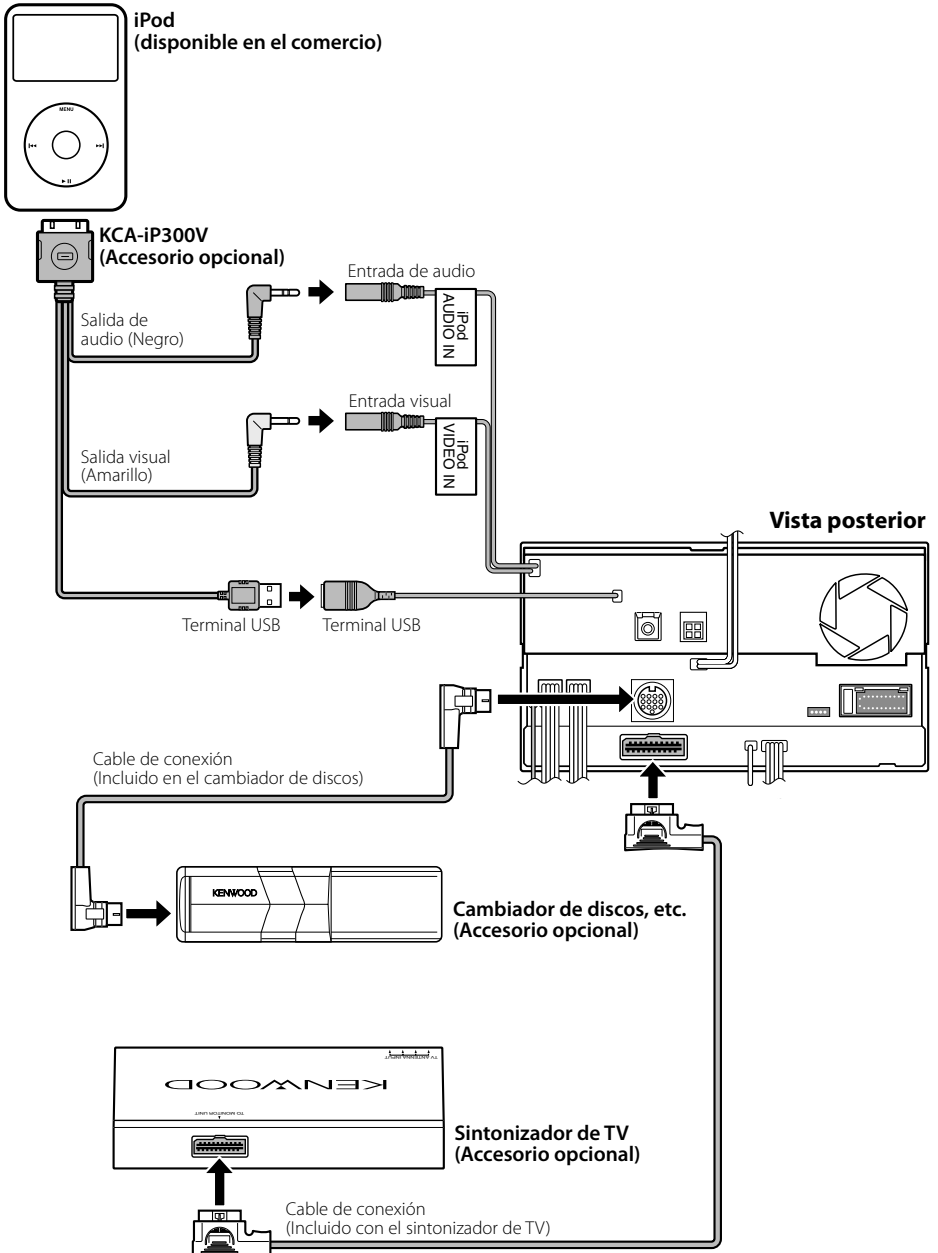 iPod
(disponible en el comercio)
MENU
KCA-iP300V
(Accesorio opcional)
Entrada de audio
iPod
AUDIO IN
Salida de
audio (Negro)
Entrada visual
iPod
VIDEO IN
Salida visual
(Amarillo)
Vista posterior
Terminal USB
Terminal USB
Cable de conexión
(Incluido en el cambiador de discos)
KENWOOD
Cambiador de discos, etc.
(Accesorio opcional)
TV ANTENNA INPUT
KENWOOD
TO MONITOR UNIT
Sintonizador de TV
(Accesorio opcional)
Cable de conexión
(Incluido con el sintonizador de TV)